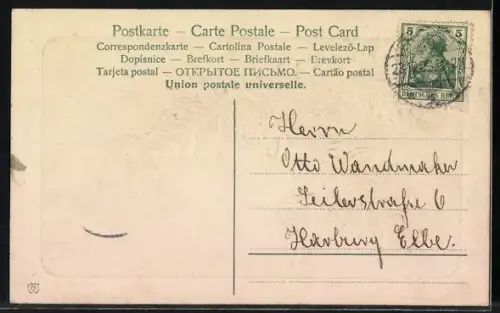 Postkarte – Carte Postale – Post Card
Correspondenzkarte – Cartolina Postale – Levelező-Lap
Dopisnice – Brefkort – Briefkaart – Brevkort
Tarjeta postal – ОТКРЫТОЕ ПИСЬМО. – Cartão postal
Union postale universelle.
5 5
DEUTSCHES REICH
Herrn
Otto Wandmaker
Seilerstraße 6
Harburg Elbe.